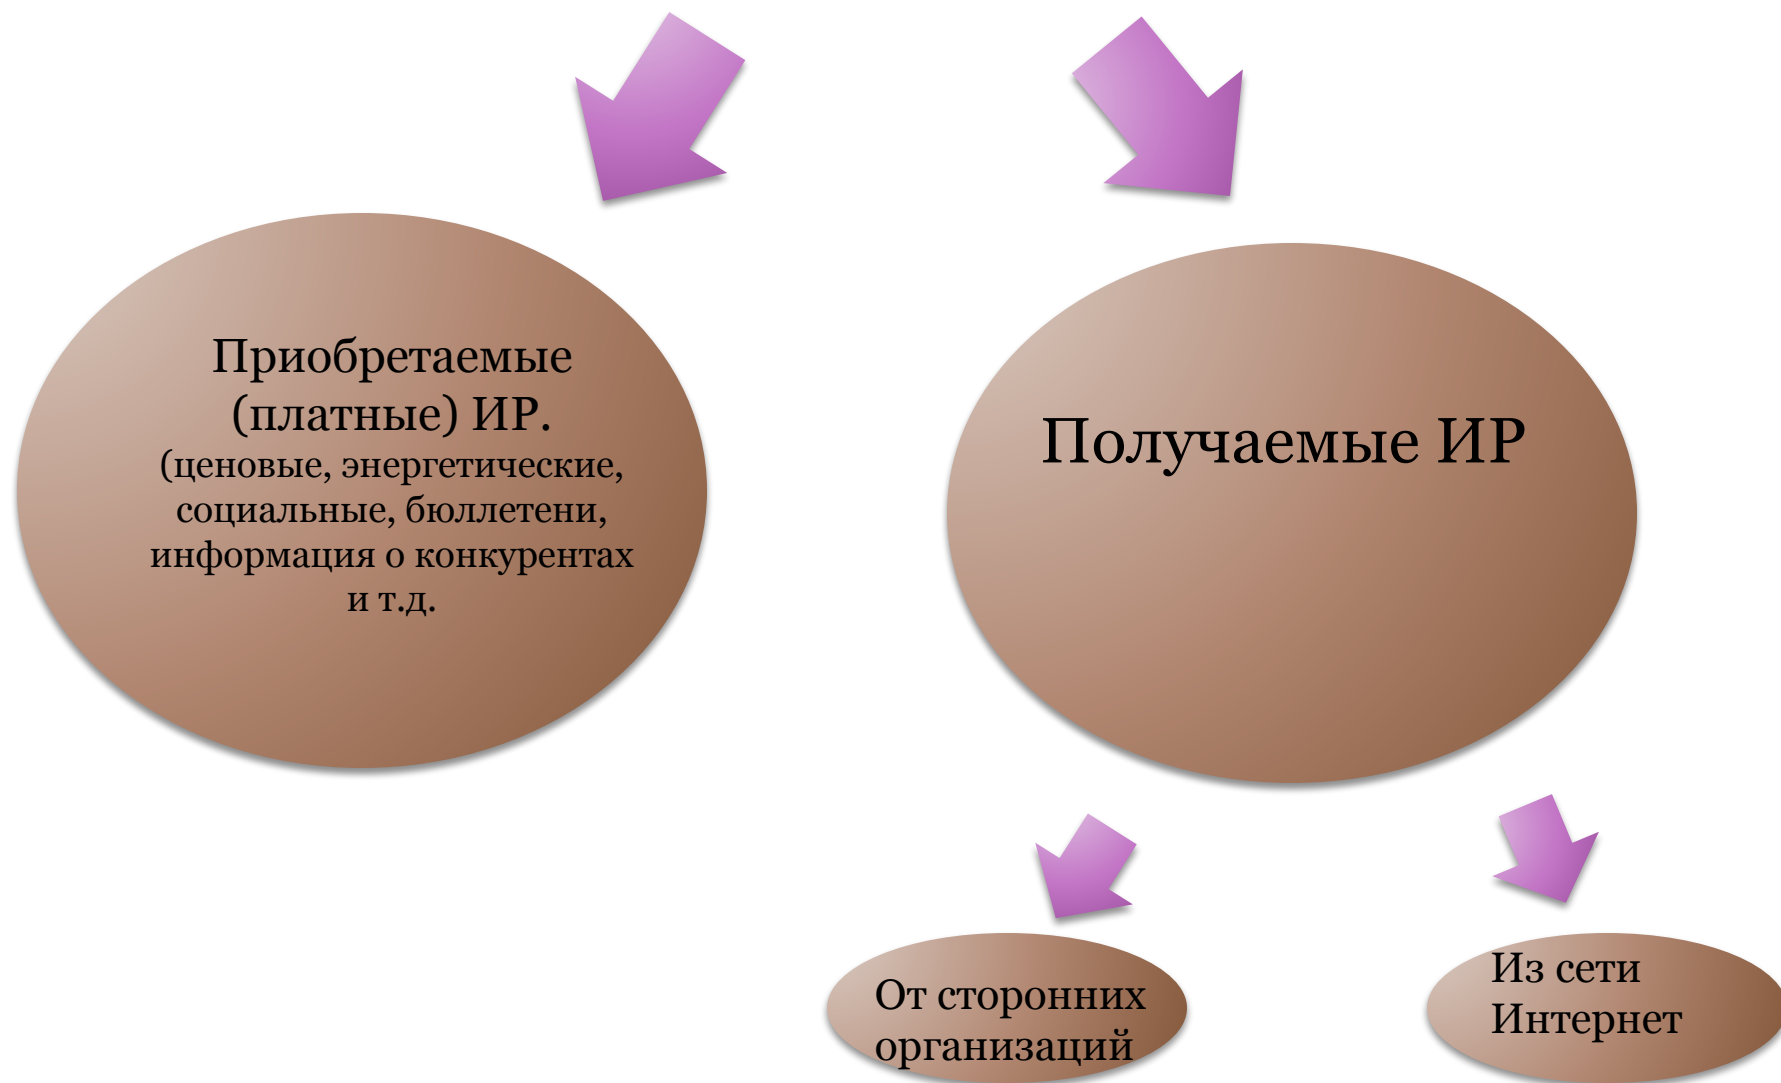 Приобретаемые
(платные) ИР.
(ценовые, энергетические,
социальные, бюллетени,
информация о конкурентах
и т.д.
Получаемые ИР
От сторонних
организаций
Из сети
Интернет